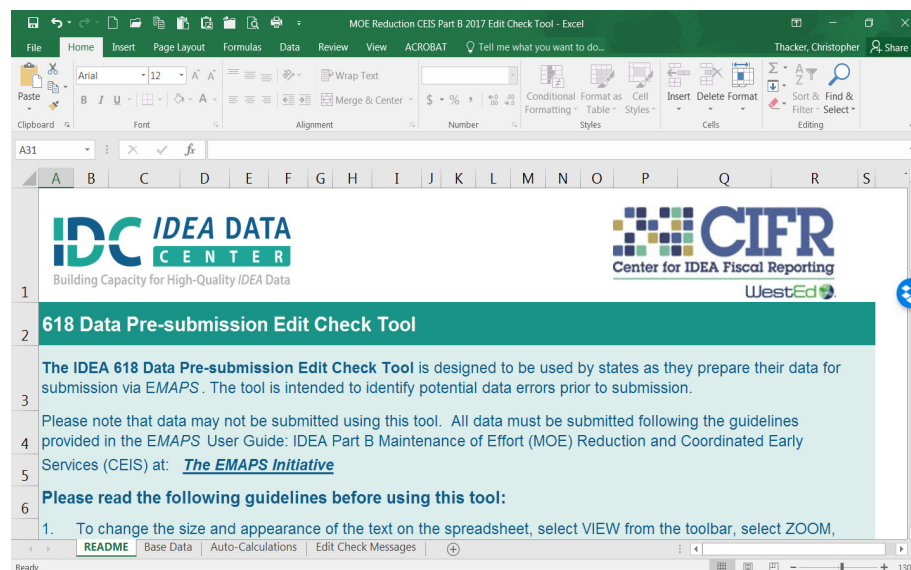 MOE Reduction CEIS Part B 2017 Edit Check Tool - Excel
File Home Insert Page Layout Formulas Data Review View ACROBAT Tell me what you want to do... Thacker, Christopher Share
Arial 12 A A Wrap Text
Paste B I U A Merge & Center $ % , Conditional Formatting Format as Table Cell Styles Insert Delete Format Sort & Filter Find & Select
Clipboard Font Alignment Number Styles Cells Editing
A31 fx
A B C D E F G H I J K L M N O P Q R S
IDC IDEA DATA CENTER
Building Capacity for High-Quality IDEA Data
CIFR
Center for IDEA Fiscal Reporting
WestEd
1
2 618 Data Pre-submission Edit Check Tool
The IDEA 618 Data Pre-submission Edit Check Tool is designed to be used by states as they prepare their data for
3 submission via EMAPS. The tool is intended to identify potential data errors prior to submission.
Please note that data may not be submitted using this tool. All data must be submitted following the guidelines
4 provided in the EMAPS User Guide: IDEA Part B Maintenance of Effort (MOE) Reduction and Coordinated Early
5 Services (CEIS) at: The EMAPS Initiative
6 Please read the following guidelines before using this tool:
1. To change the size and appearance of the text on the spreadsheet, select VIEW from the toolbar, select ZOOM,
README Base Data Auto-Calculations Edit Check Messages
Ready 130